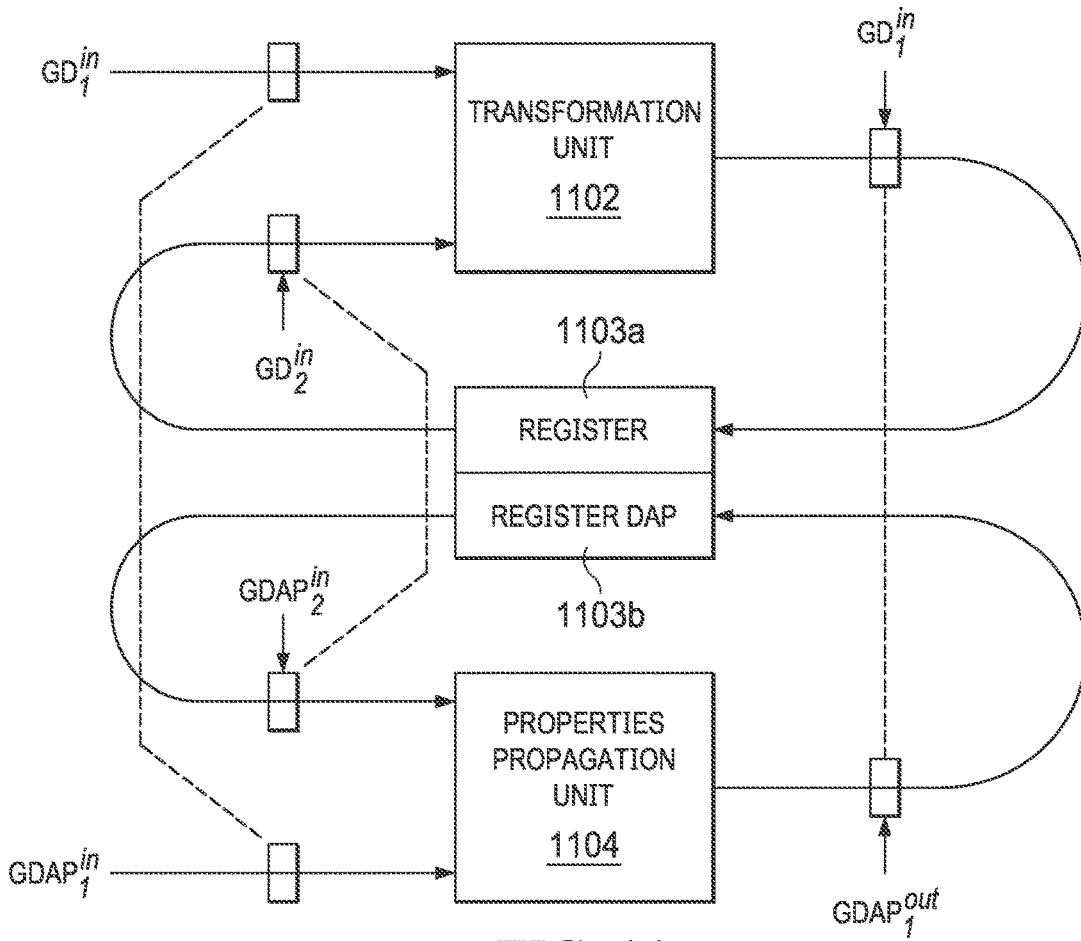 GD₁ⁱⁿ
GD₁ⁱⁿ
TRANSFORMATION
UNIT
1102
GD₂ⁱⁿ
1103a
REGISTER
REGISTER DAP
1103b
GDAP₂ⁱⁿ
PROPERTIES
PROPAGATION
UNIT
1104
GDAP₁ⁱⁿ
GDAP₁ᵒᵘᵗ